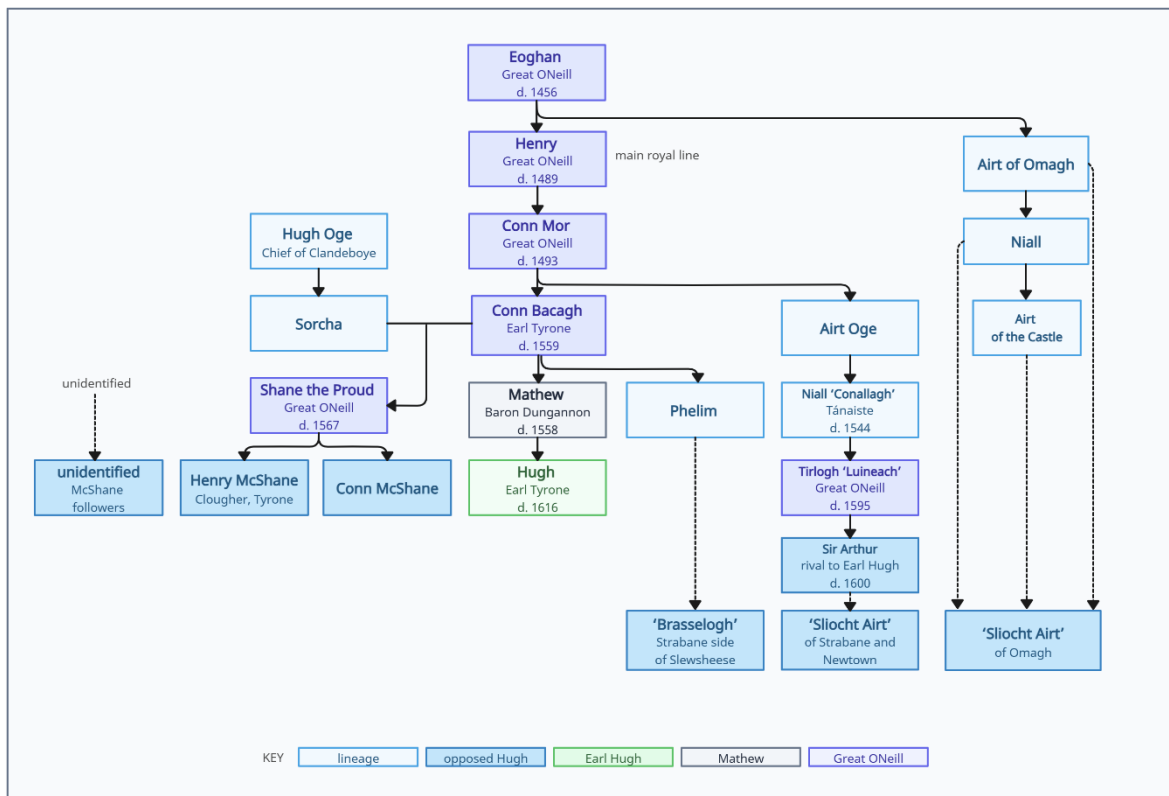 Eoghan
Great ONeill
d. 1456
Henry
Great ONeill
d. 1489
main royal line
Airt of Omagh
Hugh Oge
Chief of Clandeboye
Conn Mor
Great ONeill
d. 1493
Niall
Sorcha
Conn Bacagh
Earl Tyrone
d. 1559
Airt Oge
Airt
of the Castle
unidentified
Shane the Proud
Great ONeill
d. 1567
Mathew
Baron Dungannon
d. 1558
Phelim
Niall ‘Conallagh’
Tánaiste
d. 1544
unidentified
McShane
followers
Henry McShane
Clougher, Tyrone
Conn McShane
Hugh
Earl Tyrone
d. 1616
Tirlogh ‘Luineach’
Great ONeill
d. 1595
Sir Arthur
rival to Earl Hugh
d. 1600
‘Brasselogh’
Strabane side
of Slewsheese
‘Sliocht Airt’
of Strabane and
Newtown
‘Sliocht Airt’
of Omagh
KEY
lineage
opposed Hugh
Earl Hugh
Mathew
Great ONeill